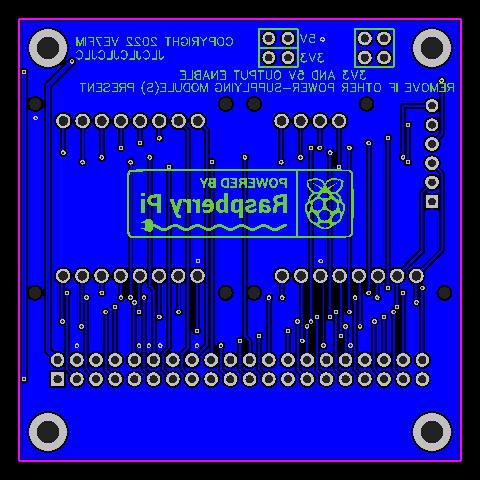 COPYRIGHT 2022 VE7FIM
JLCJLCJLCJLC
5V
3V3
3V3 AND 5V OUTPUT ENABLE
REMOVE IF OTHER POWER-SUPPLYING MODULE(S) PRESENT
POWERED BY
Raspberry Pi